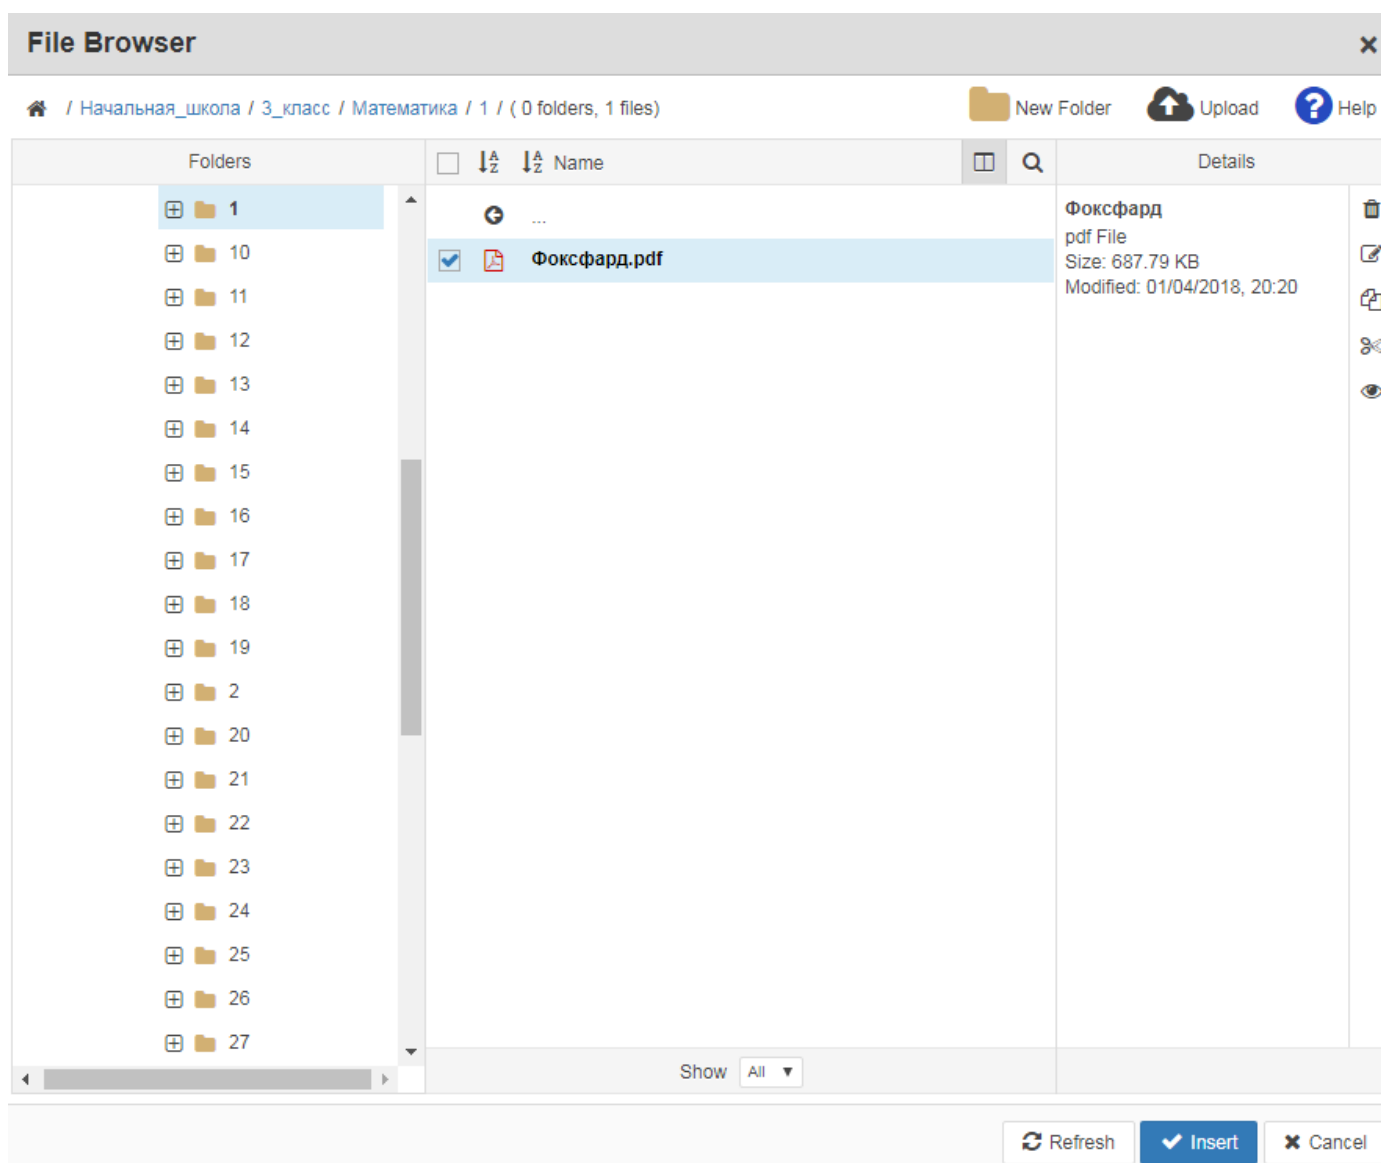 File Browser
/ Начальная_школа / 3_класс / Математика / 1 / ( 0 folders, 1 files)
New Folder
Upload
Help
Folders
Name
Details
1
10
11
12
13
14
15
16
17
18
19
2
20
21
22
23
24
25
26
27
...
Фоксфард.pdf
Show All
Фоксфард
pdf File
Size: 687.79 KB
Modified: 01/04/2018, 20:20
Refresh
Insert
Cancel